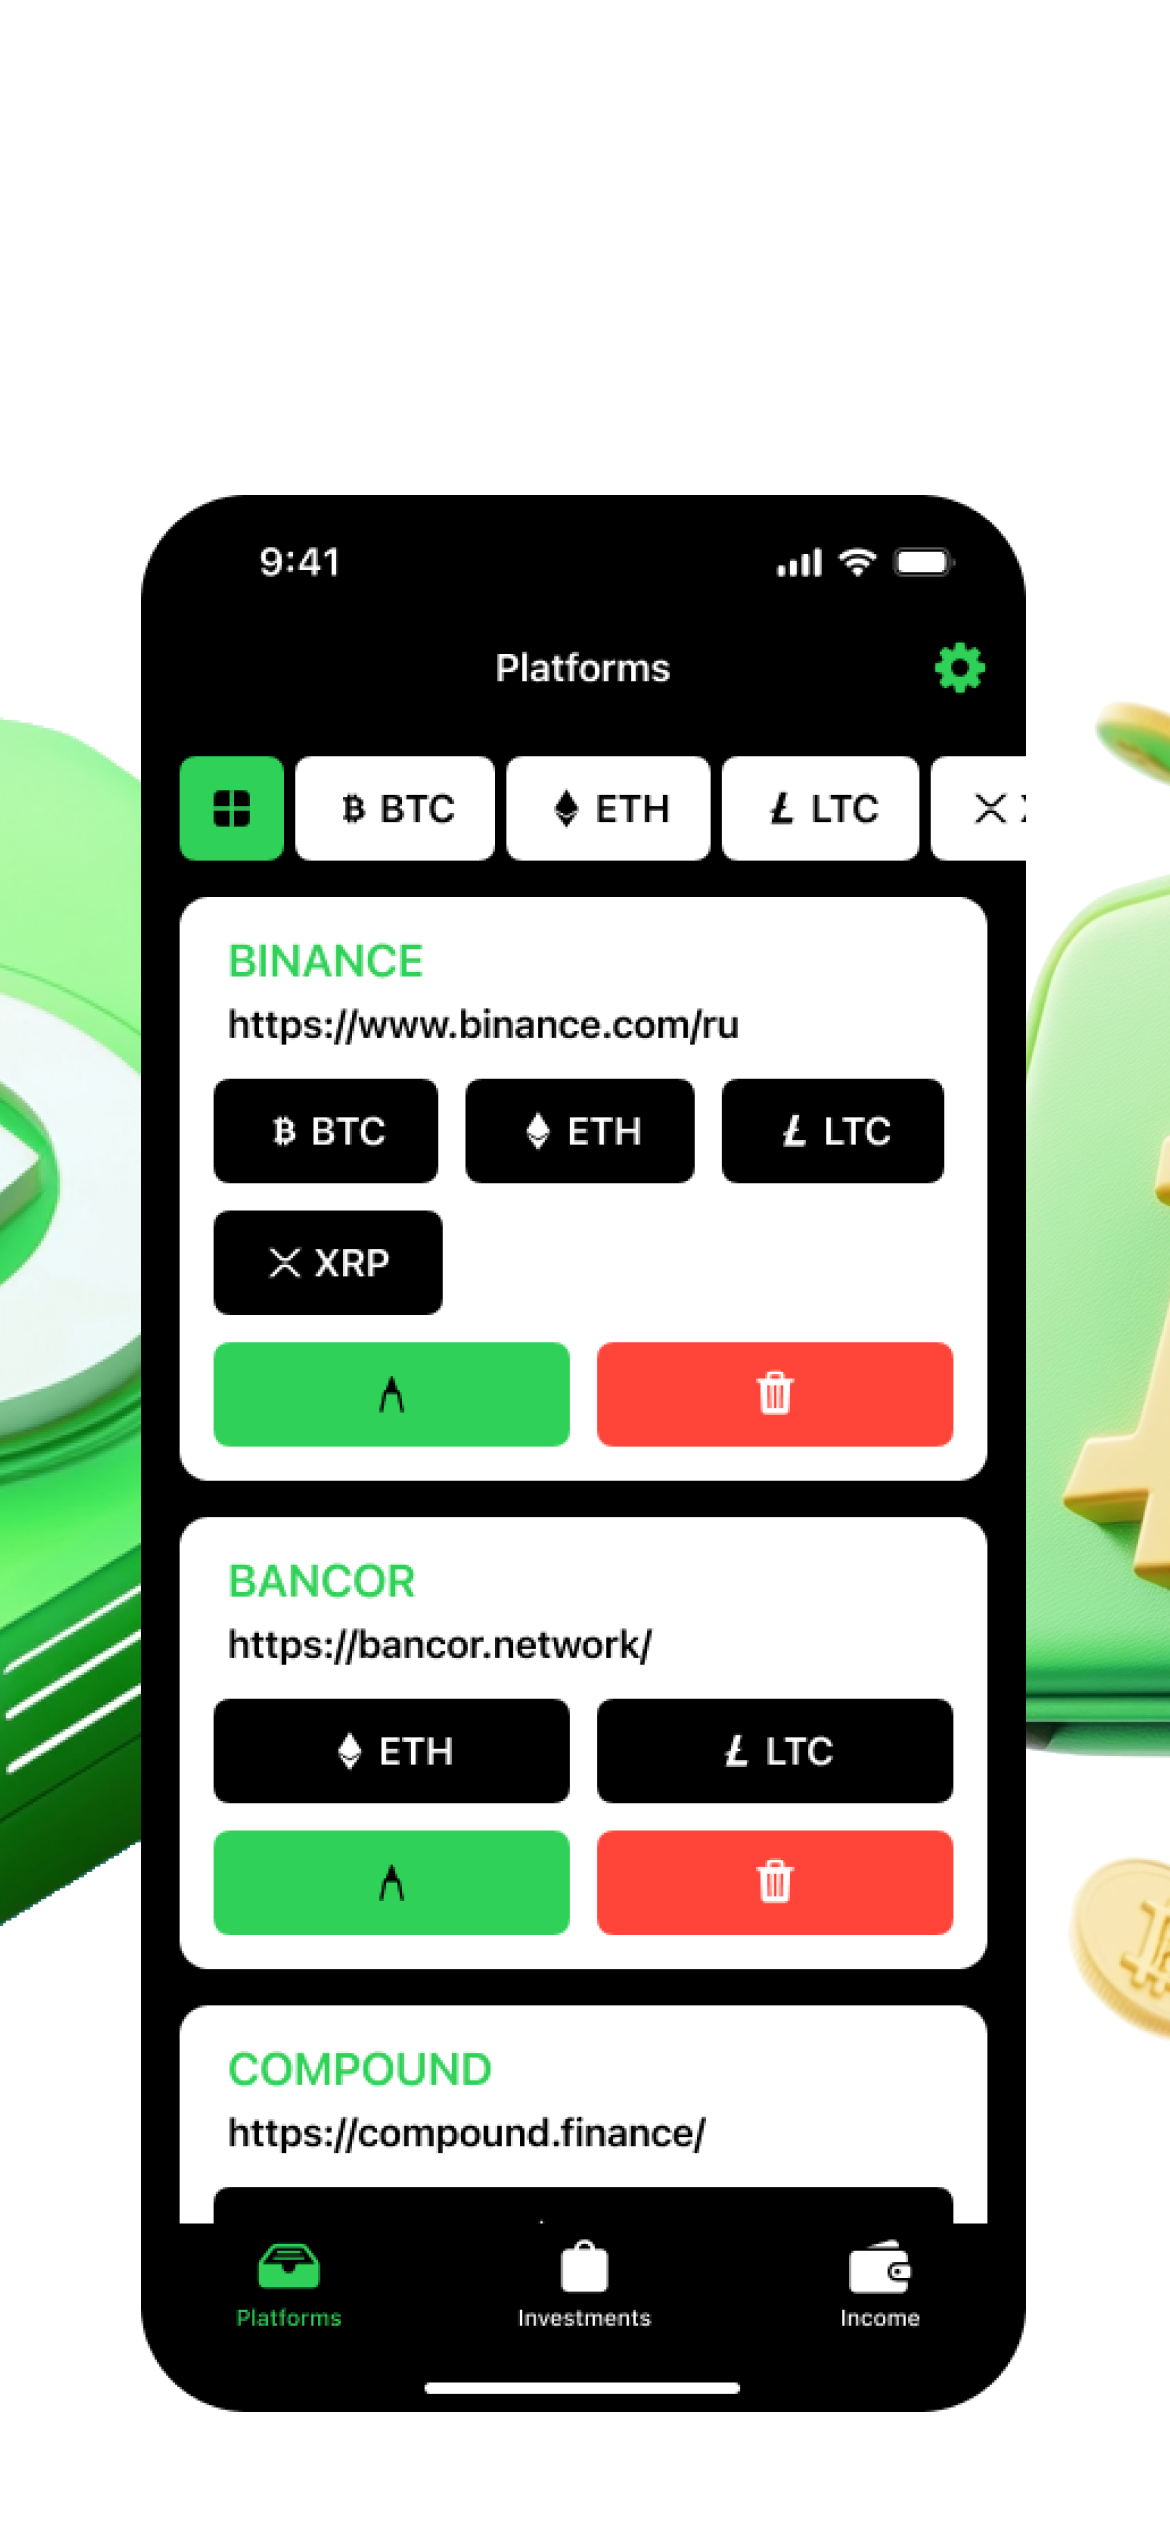 9:41
Platforms
BTC ETH LTC
BINANCE
https://www.binance.com/ru
BTC ETH LTC
XRP
BANCOR
https://bancor.network/
ETH LTC
COMPOUND
https://compound.finance/
Platforms Investments Income